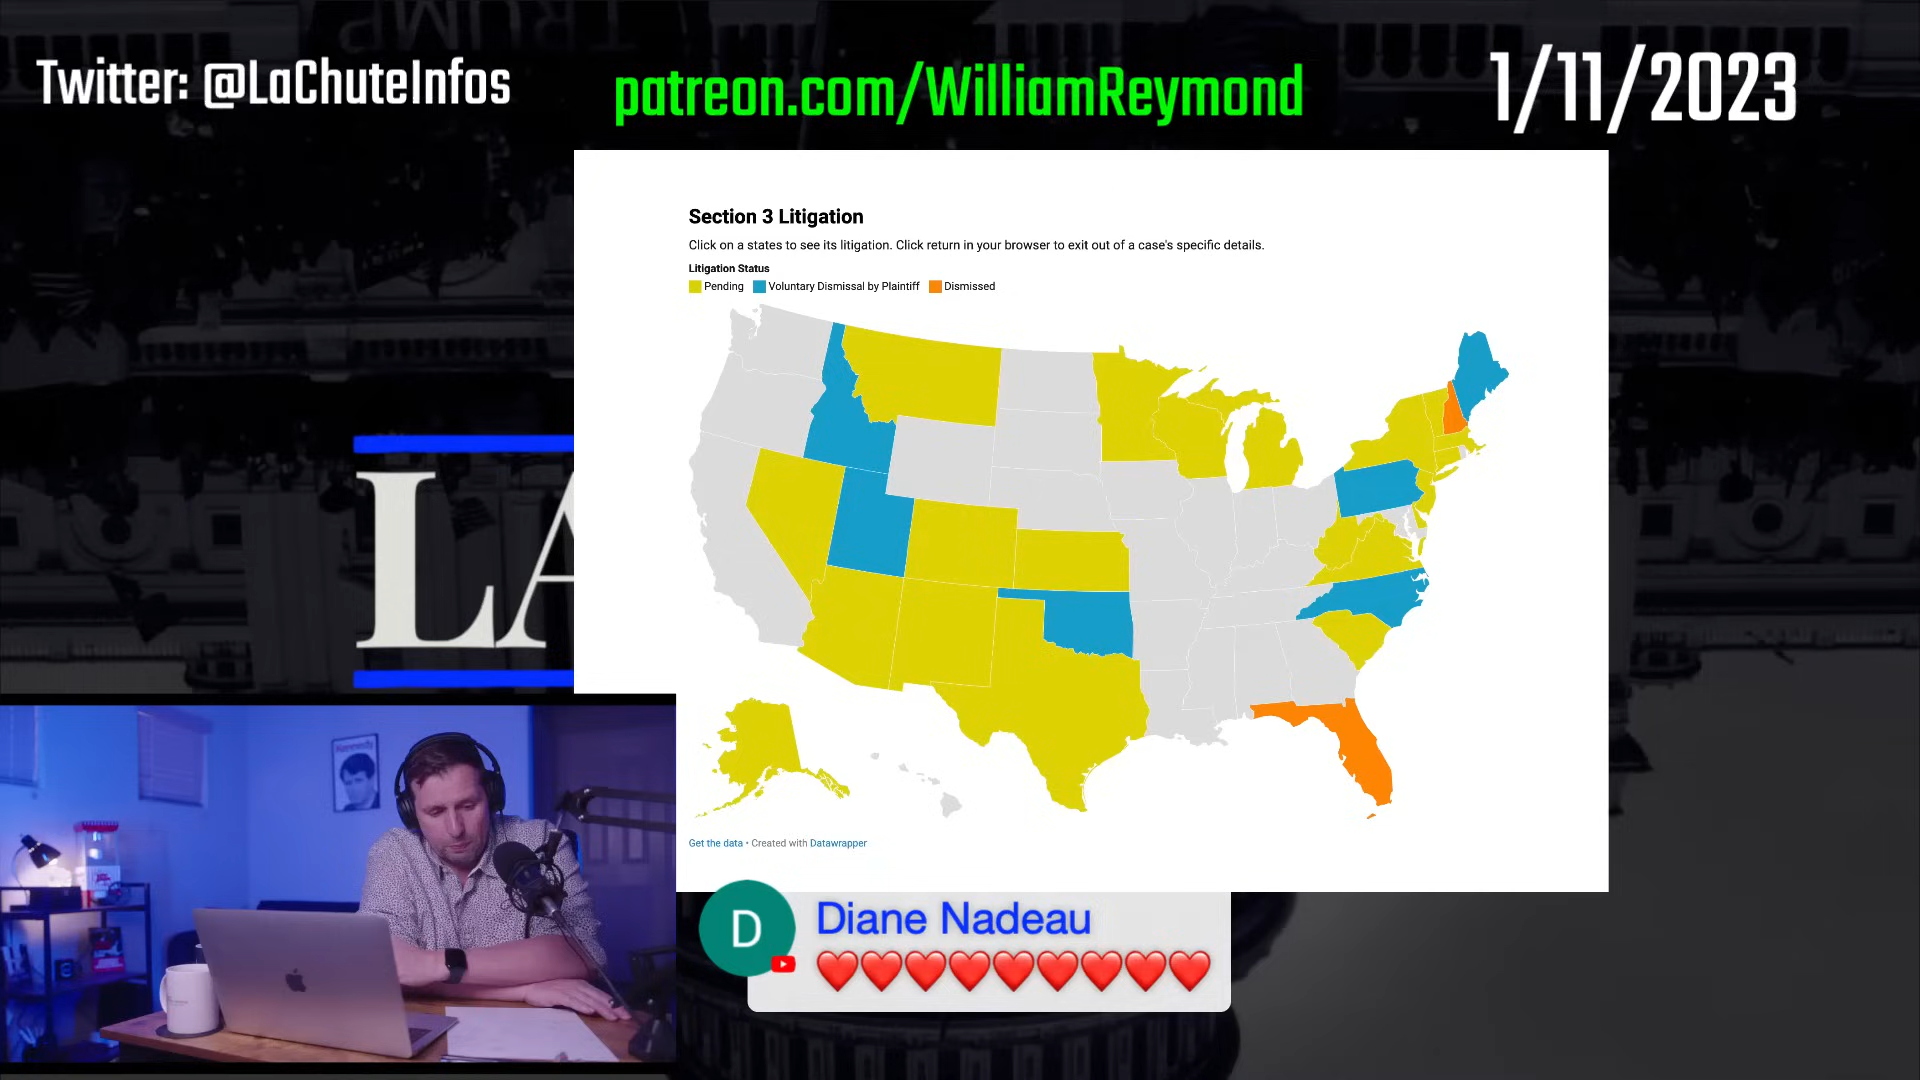 TRUMP
Twitter: @LaChuteInfos
patreon.com/WilliamReymond
1/11/2023
Section 3 Litigation
Click on a states to see its litigation. Click return in your browser to exit out of a case's specific details.
Litigation Status
Pending
Voluntary Dismissal by Plaintiff
Dismissed
LA
Kennedy
Get the data • Created with Datawrapper
D
Diane Nadeau
❤️❤️❤️❤️❤️❤️❤️❤️❤️